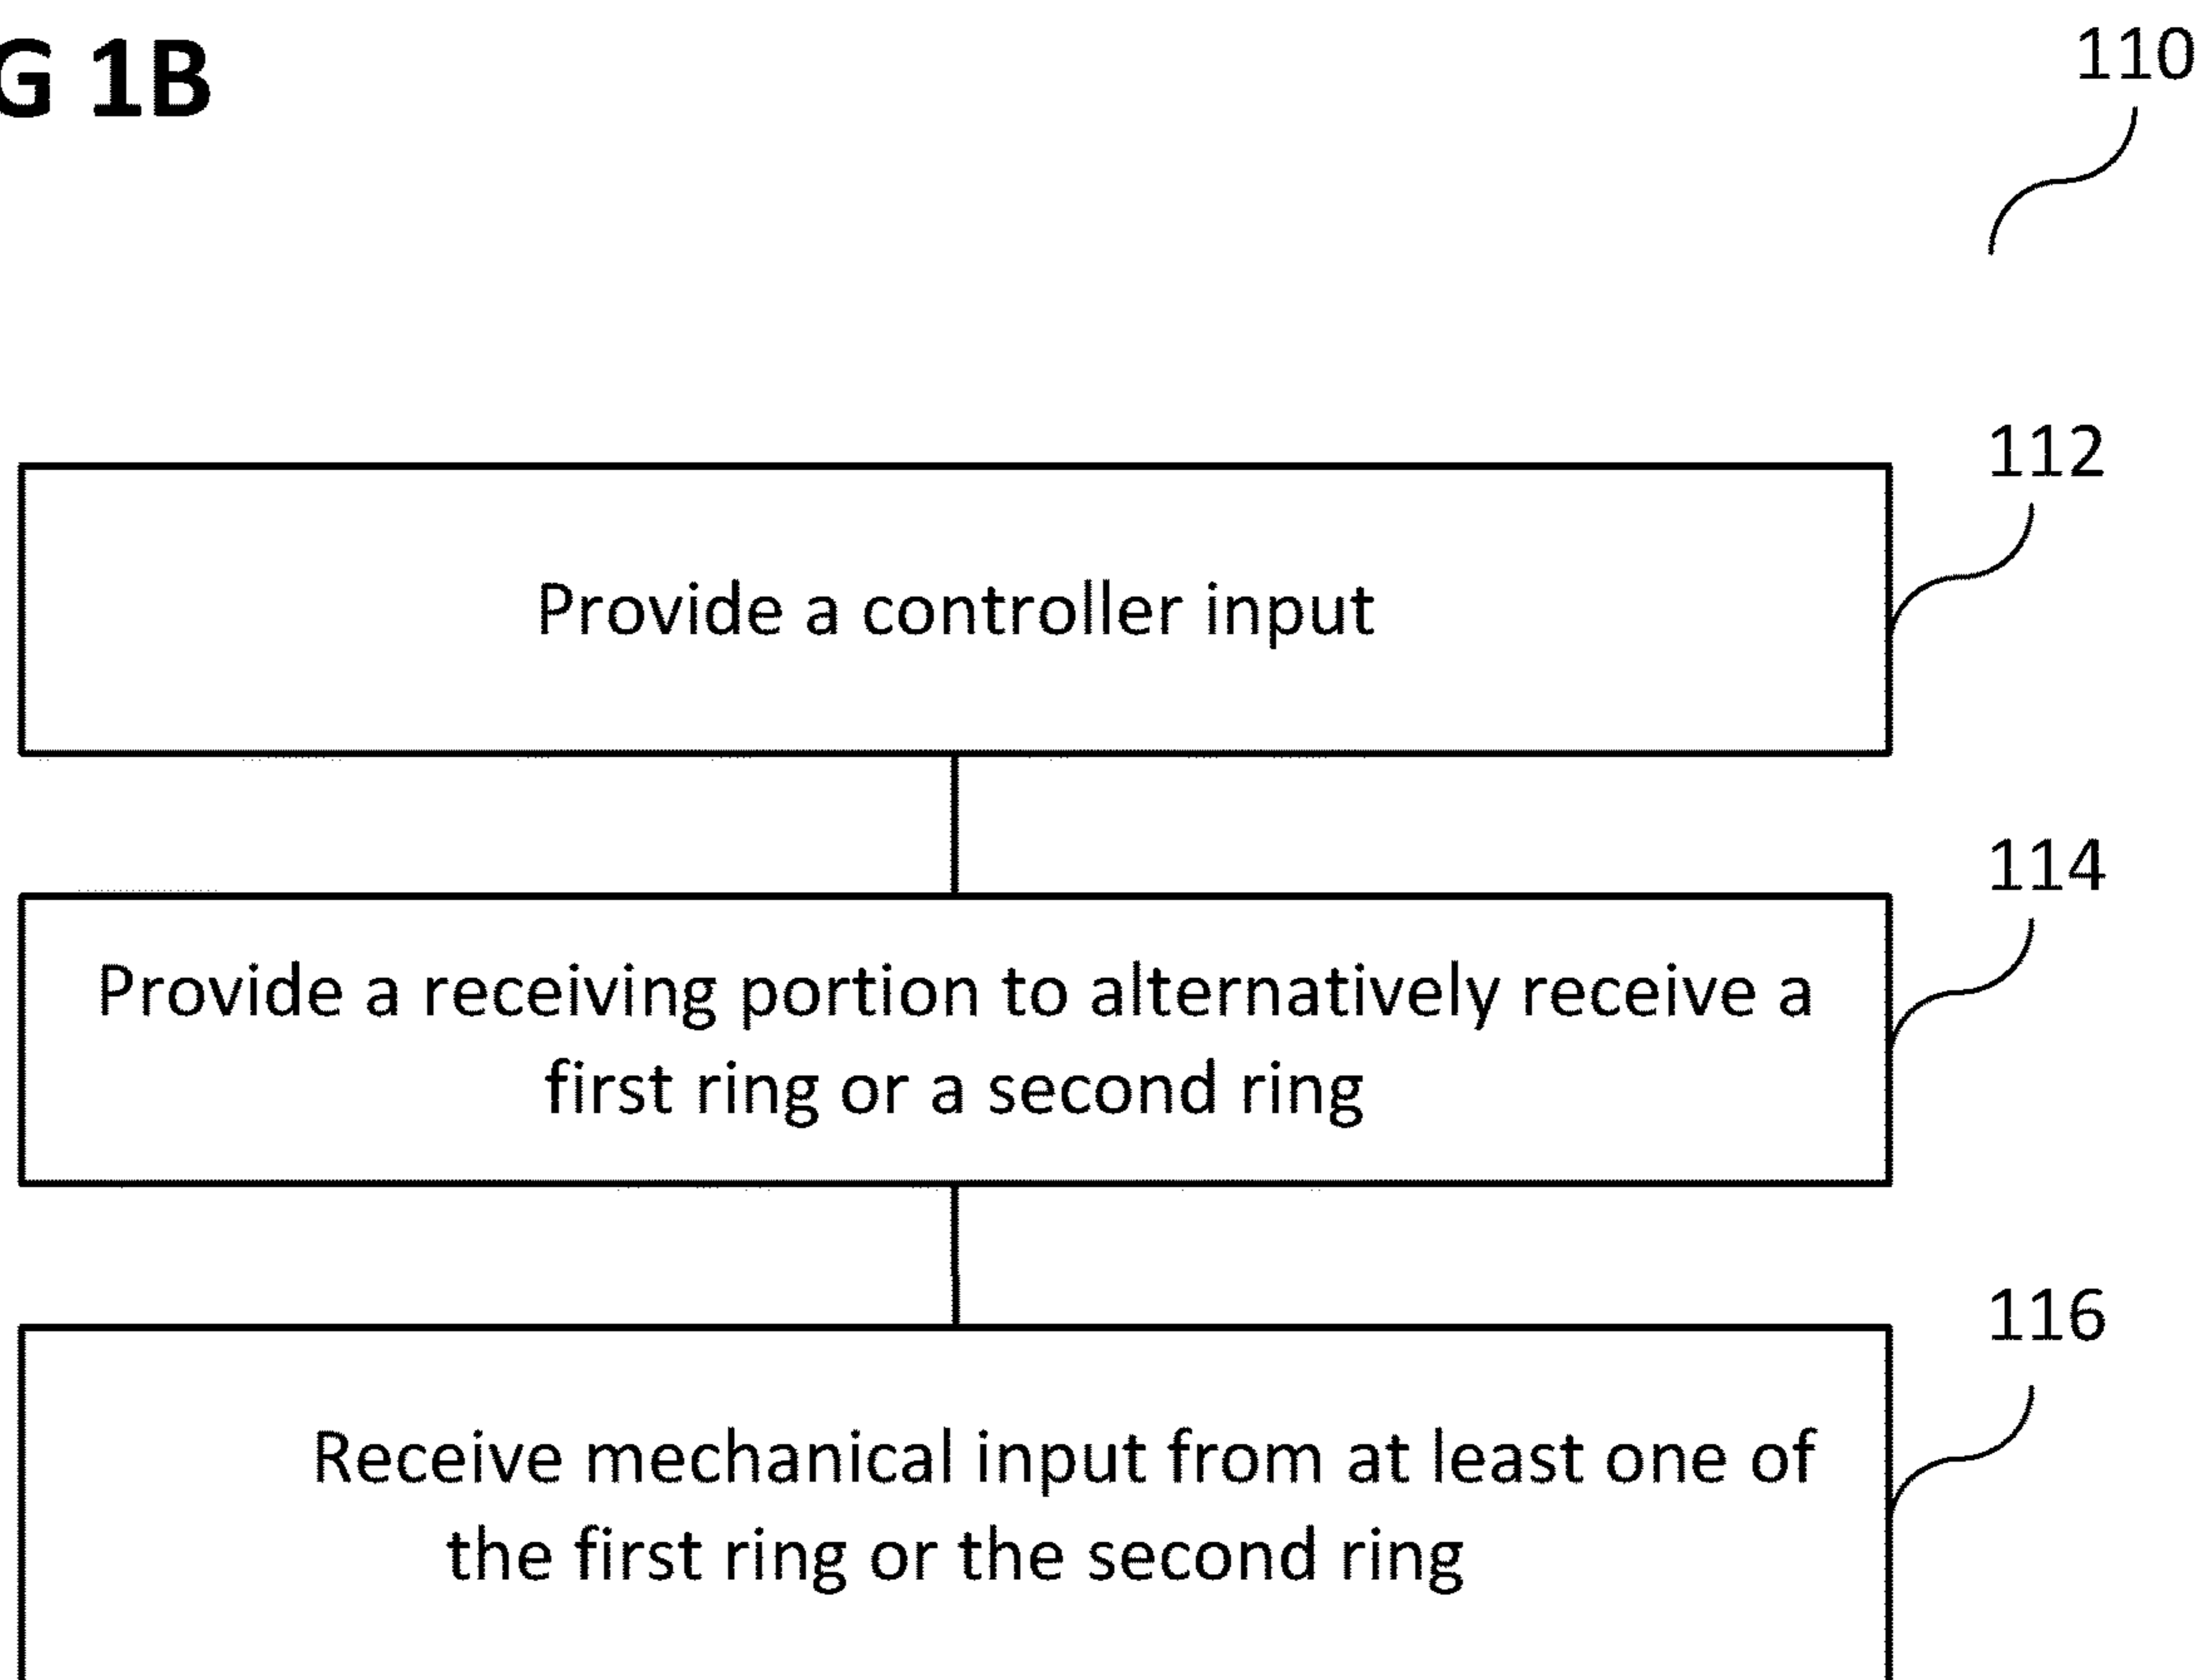 G 1B
110
112
Provide a controller input
114
Provide a receiving portion to alternatively receive a
first ring or a second ring
116
Receive mechanical input from at least one of
the first ring or the second ring